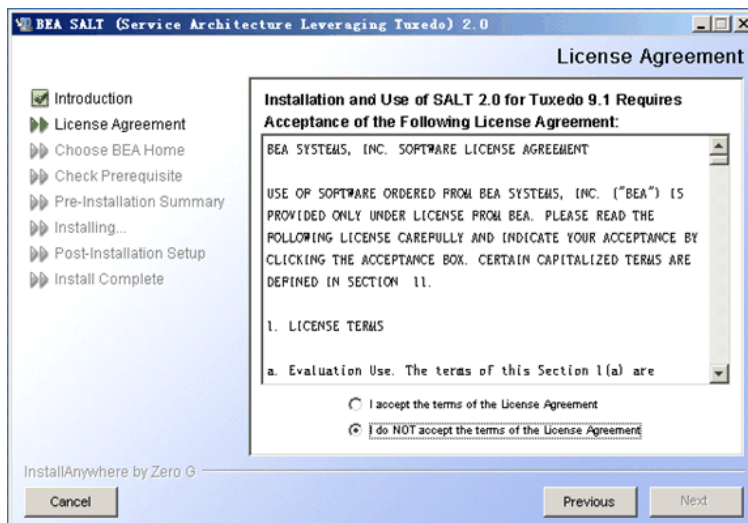 BEA SALT (Service Architecture Leveraging Tuxedo) 2.0
License Agreement
Introduction
License Agreement
Choose BEA Home
Check Prerequisite
Pre-Installation Summary
Installing...
Post-Installation Setup
Install Complete
Installation and Use of SALT 2.0 for Tuxedo 9.1 Requires
Acceptance of the Following License Agreement:
BEA SYSTEMS, INC. SOFTWARE LICENSE AGREEMENT
USE OF SOFTWARE ORDERED FROM BEA SYSTEMS, INC. ("BEA") IS
PROVIDED ONLY UNDER LICENSE FROM BEA. PLEASE READ THE
FOLLOWING LICENSE CAREFULLY AND INDICATE YOUR ACCEPTANCE BY
CLICKING THE ACCEPTANCE BOX. CERTAIN CAPITALIZED TERMS ARE
DEFINED IN SECTION 11.
1. LICENSE TERMS
a. Evaluation Use. The terms of this Section 1(a) are
I accept the terms of the License Agreement
I do NOT accept the terms of the License Agreement
InstallAnywhere by Zero G
Cancel
Previous
Next